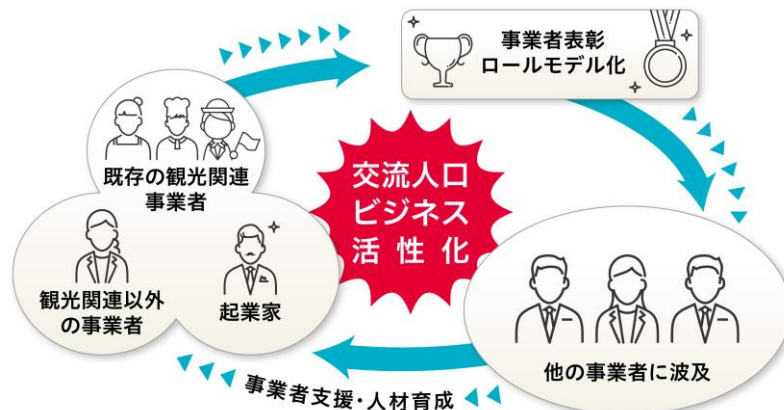 事業者表彰
ロールモデル化
既存の観光関連
事業者
交流人口
ビジネス
活性化
観光関連以外
の事業者
起業家
他の事業者に波及
事業者支援・人材育成